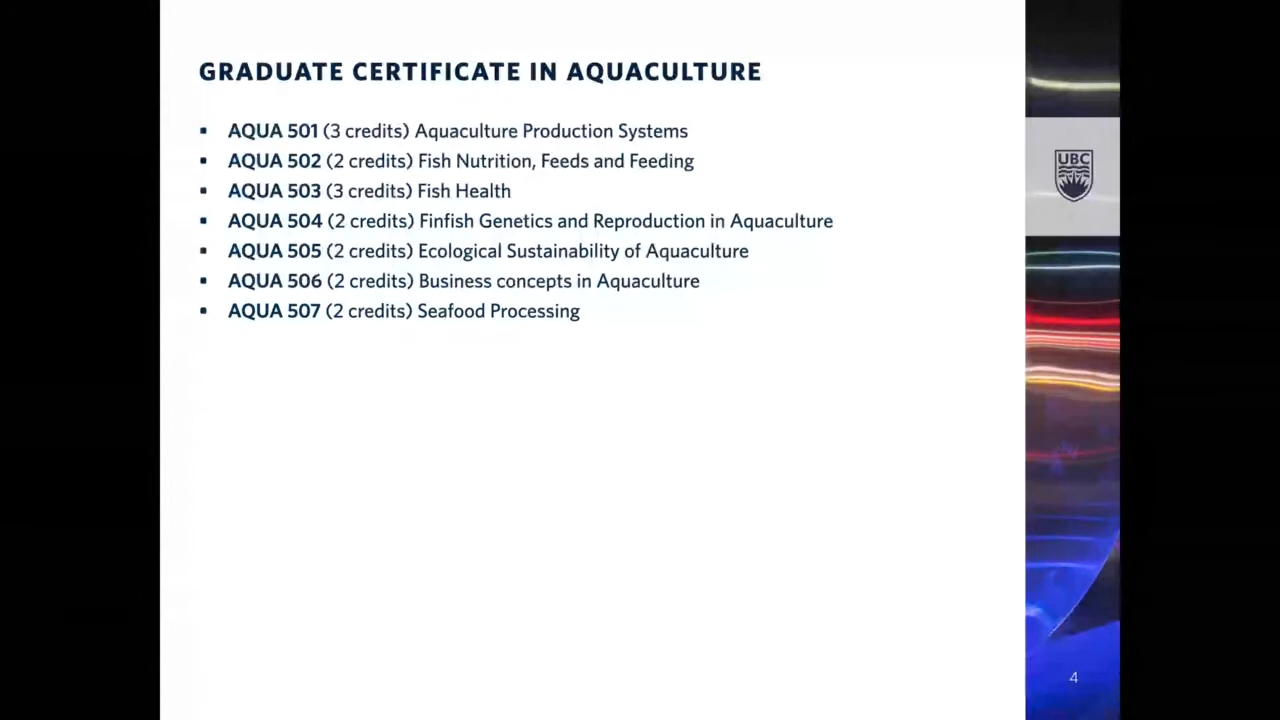 GRADUATE CERTIFICATE IN AQUACULTURE
▪ AQUA 501 (3 credits) Aquaculture Production Systems
▪ AQUA 502 (2 credits) Fish Nutrition, Feeds and Feeding
▪ AQUA 503 (3 credits) Fish Health
▪ AQUA 504 (2 credits) Finfish Genetics and Reproduction in Aquaculture
▪ AQUA 505 (2 credits) Ecological Sustainability of Aquaculture
▪ AQUA 506 (2 credits) Business concepts in Aquaculture
▪ AQUA 507 (2 credits) Seafood Processing
UBC
4